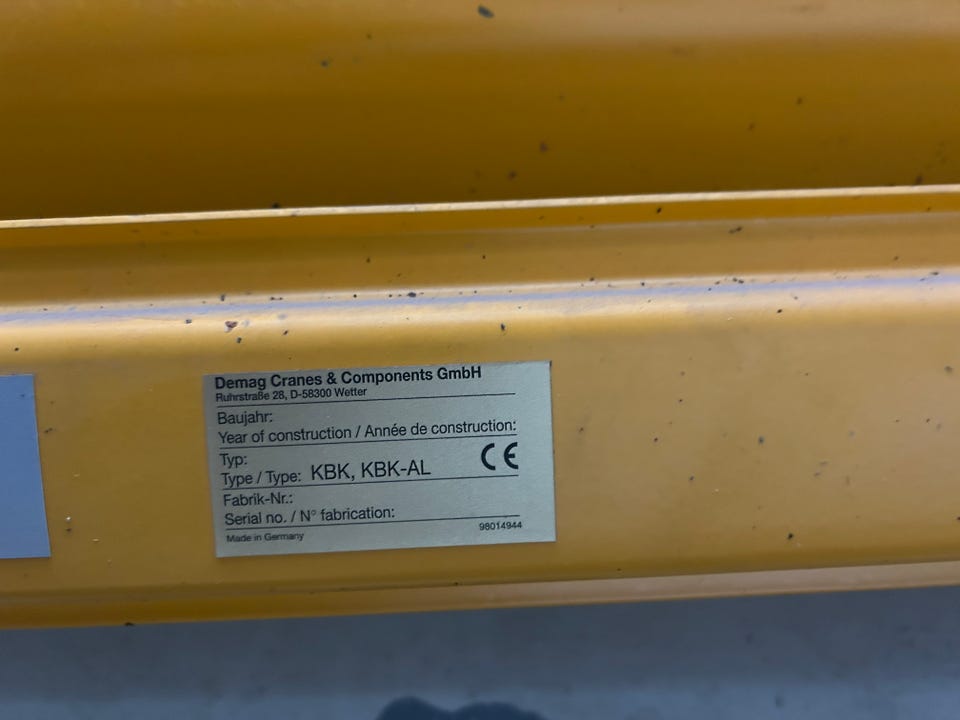 Demag Cranes & Components GmbH
Ruhrstraße 28, D-58300 Wetter
Baujahr:
Year of construction / Année de construction:
Typ:
Type / Type: KBK, KBK-AL CE
Fabrik-Nr.:
Serial no. / N° fabrication:
Made in Germany 98014944